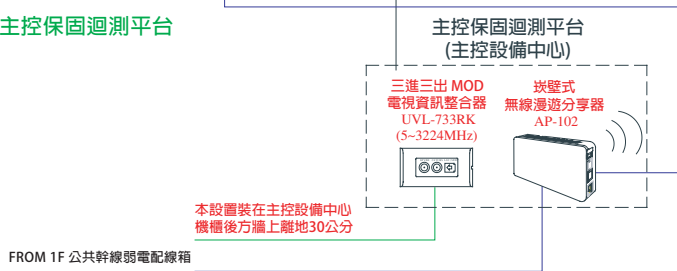 主控保固迴測平台
主控保固迴測平台
(主控設備中心)
三進三出 MOD
電視資訊整合器
UVL-733RK
(5~3224MHz)
崁壁式
無線漫遊分享器
AP-102
本設置裝在主控設備中心
機櫃後方牆上離地30公分
FROM 1F 公共幹線弱電配線箱